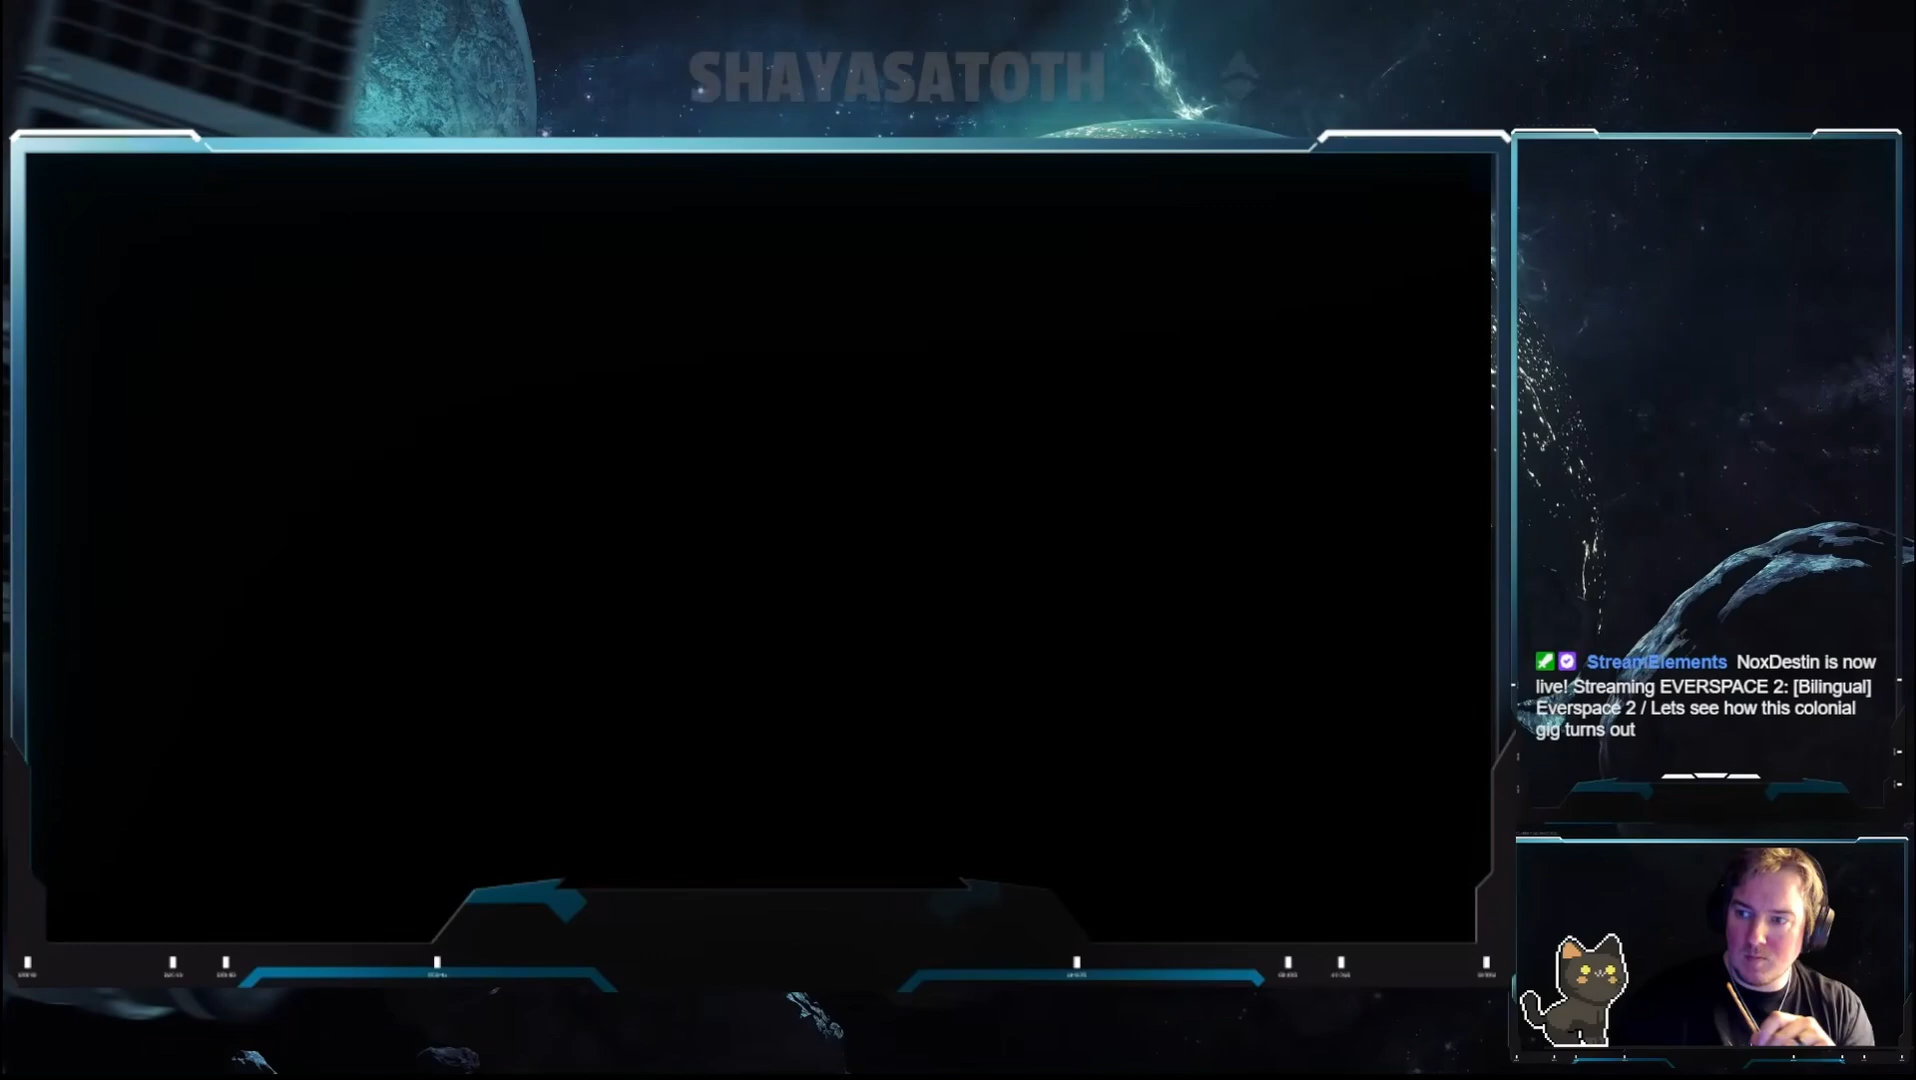 SHAYASATOTH
StreamElements NoxDestin is now
live! Streaming EVERSPACE 2: [Bilingual]
Everspace 2 / Lets see how this colonial
gig turns out